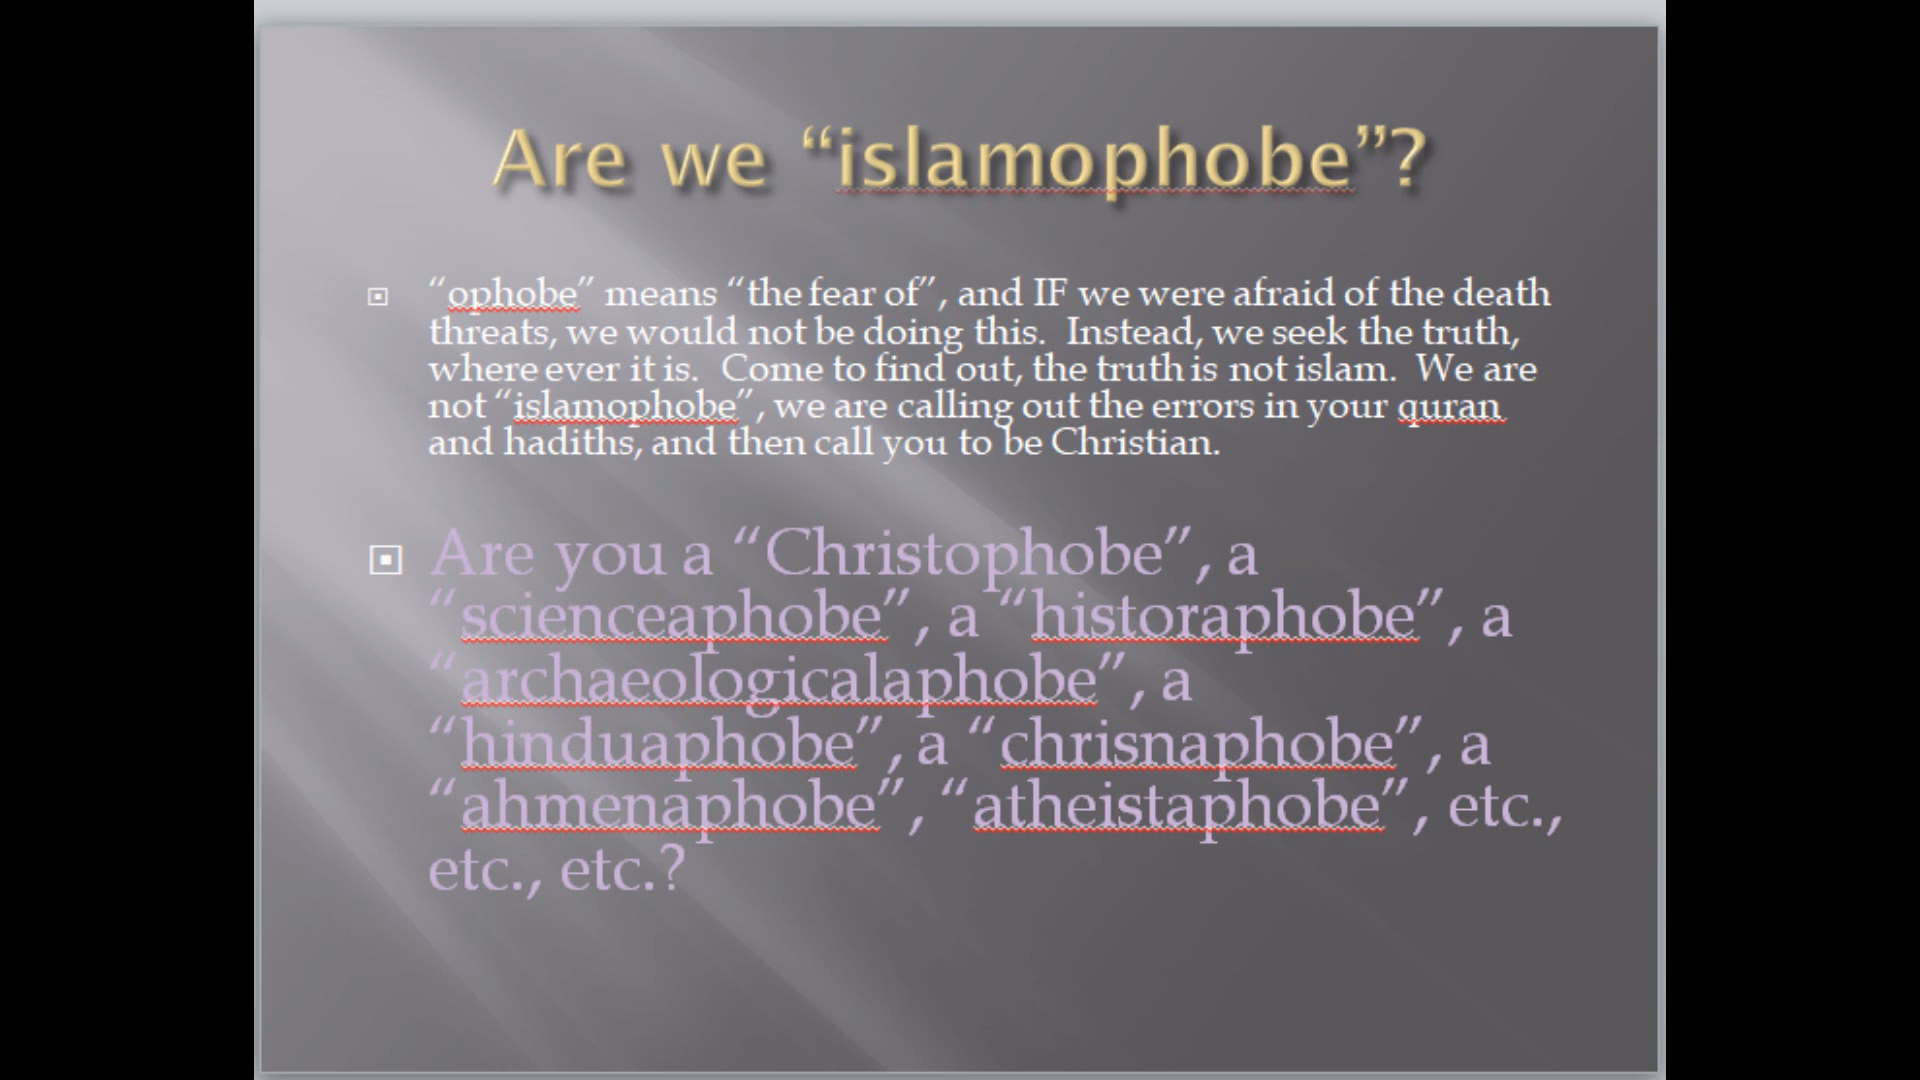 Are we “islamophobe”?
“ophobe” means “the fear of”, and IF we were afraid of the death
threats, we would not be doing this. Instead, we seek the truth,
where ever it is. Come to find out, the truth is not islam. We are
not “islamophobe”, we are calling out the errors in your quran
and hadiths, and then call you to be Christian.
Are you a “Christophobe”, a
“scienceaphobe”, a “historaphobe”, a
“archaeologicalaphobe”, a
“hinduaphobe”, a “chrisnaphobe”, a
“ahmenaphobe”, “atheistaphobe”, etc.,
etc., etc.?